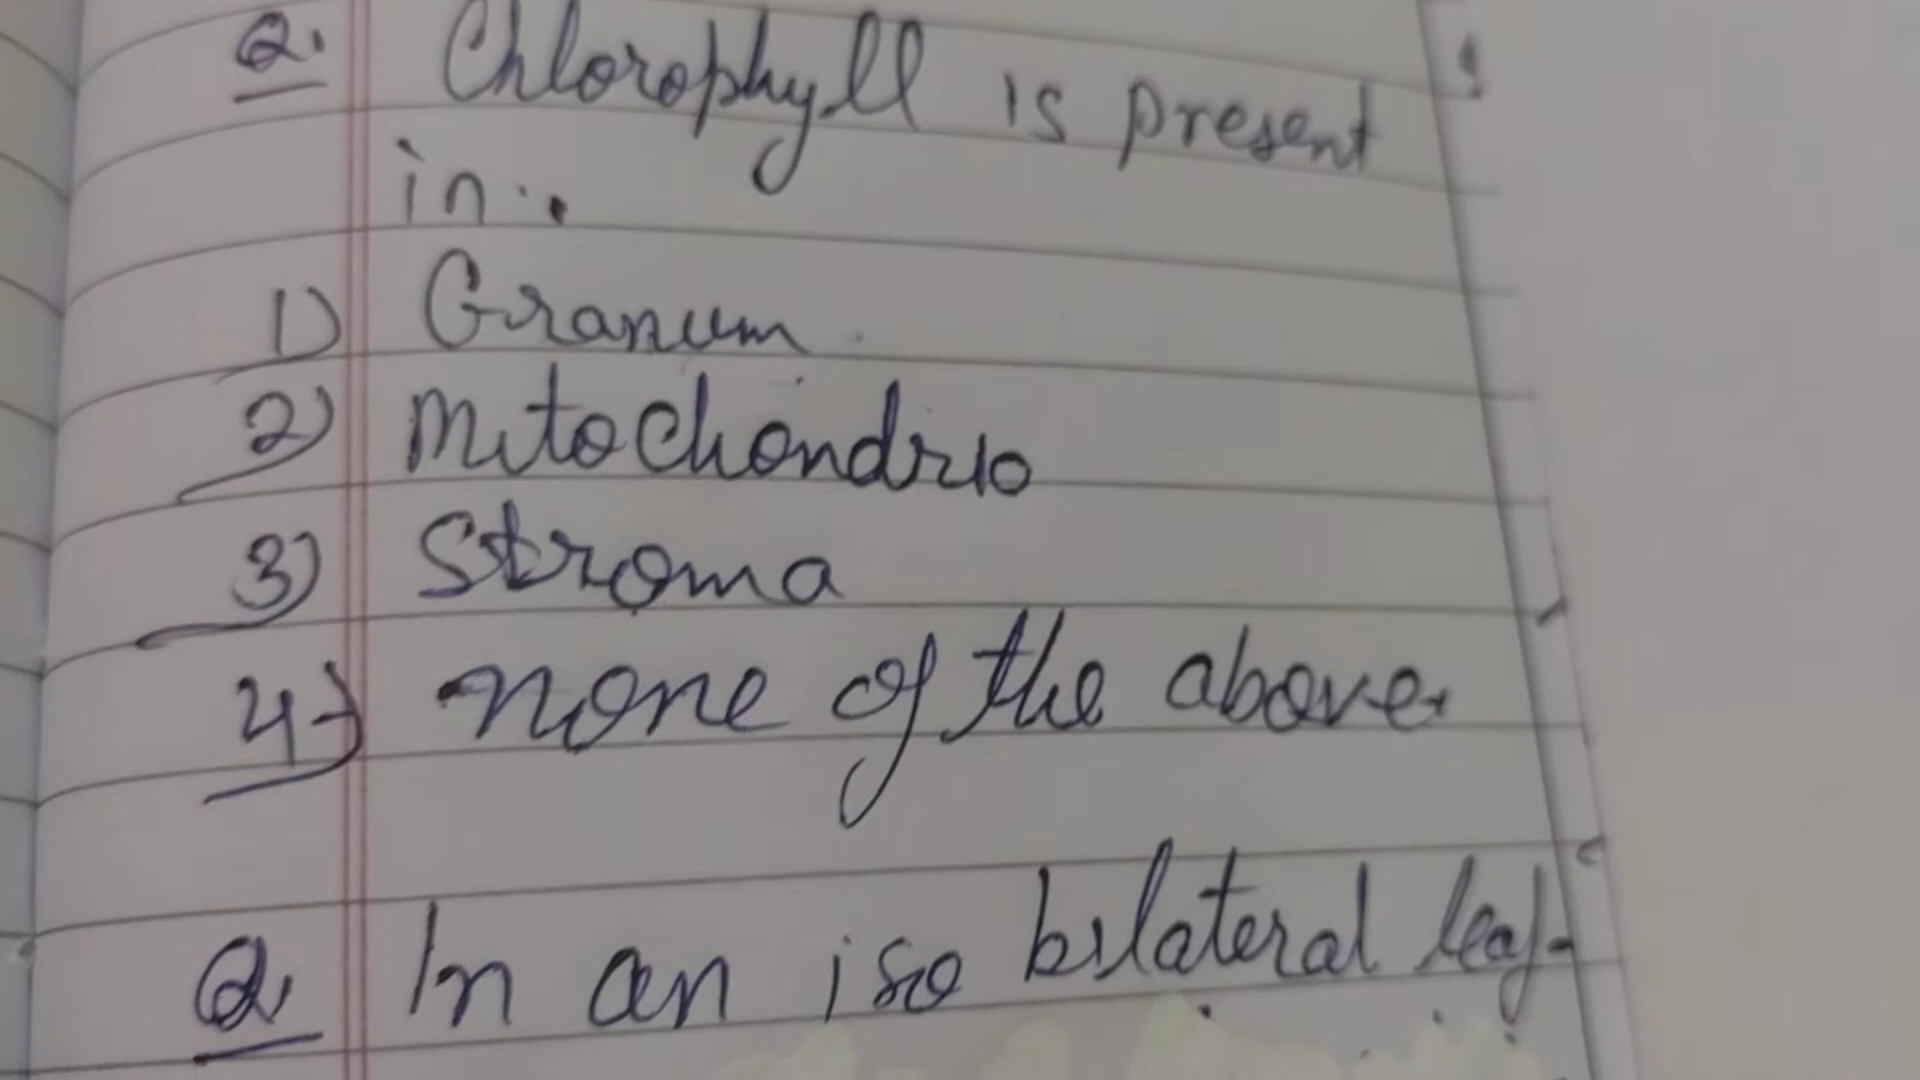 Q. Chlorophyll is present
in..
1) Granum
2) Mitochondrio
3) Stroma
4) none of the above.
Q. In an iso bilateral leaf